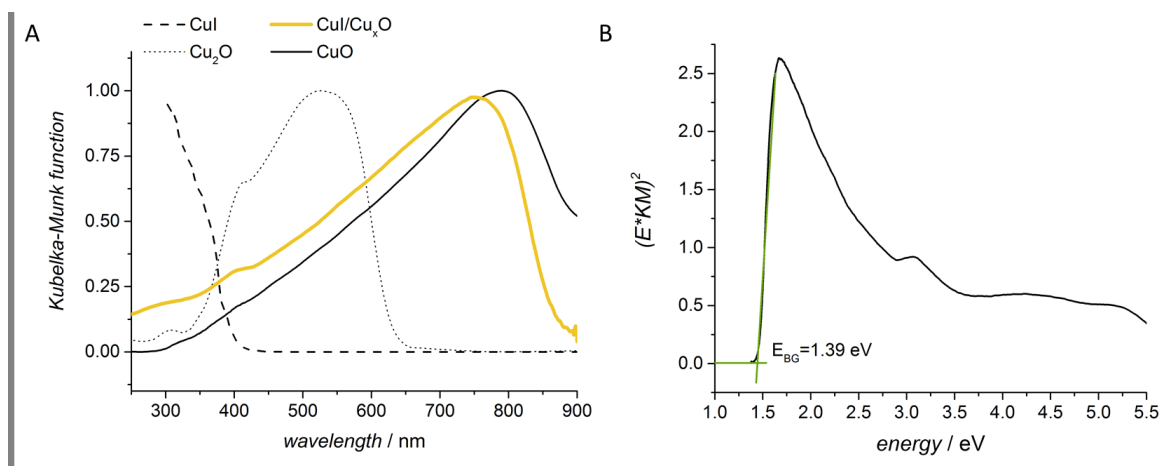 A
CuI
CuI/CuₓO
Cu₂O
CuO
Kubelka-Munk function
1.00
0.75
0.50
0.25
0.00
300
400
500
600
700
800
900
wavelength / nm
B
(E*KM)²
2.5
2.0
1.5
1.0
0.5
0.0
E_BG=1.39 eV
1.0
1.5
2.0
2.5
3.0
3.5
4.0
4.5
5.0
5.5
energy / eV